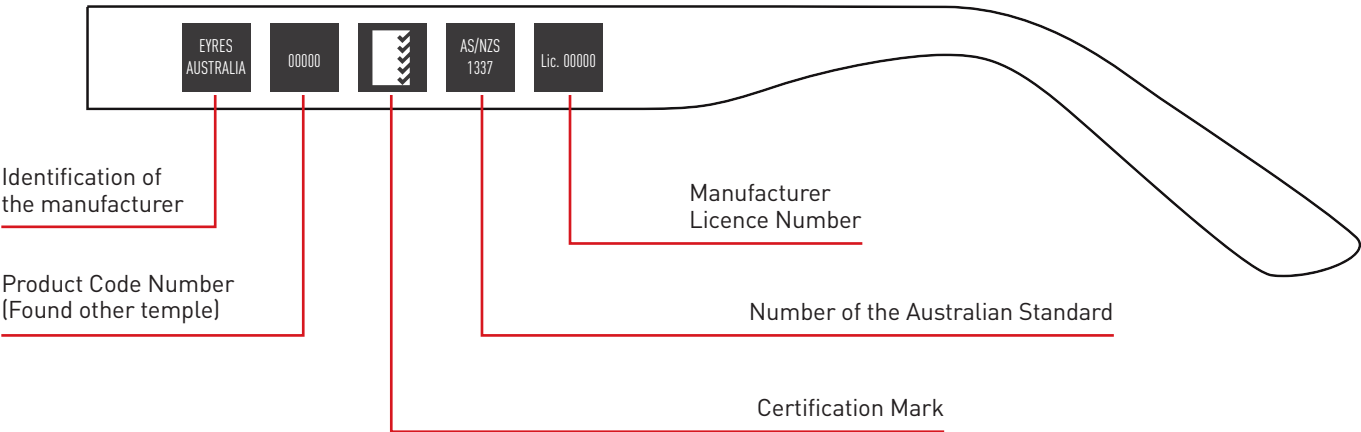 EYRES
AUSTRALIA
00000
AS/NZS
1337
Lic. 00000
Identification of
the manufacturer
Manufacturer
Licence Number
Product Code Number
(Found other temple)
Number of the Australian Standard
Certification Mark